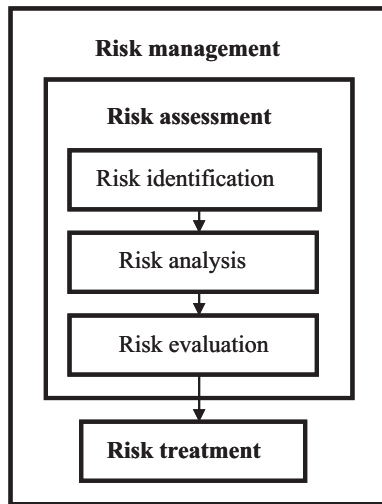 Risk management
Risk assessment
Risk identification
Risk analysis
Risk evaluation
Risk treatment